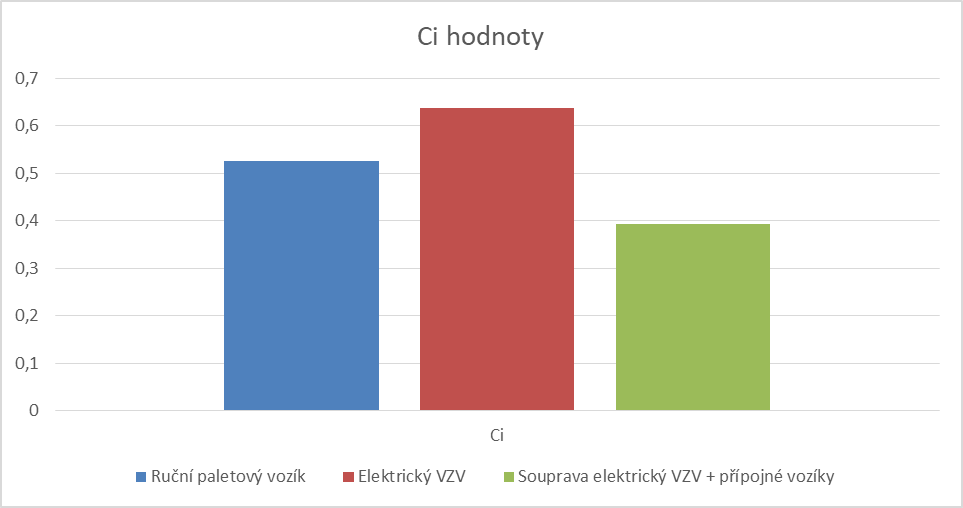 Ci hodnoty
0,7
0,6
0,5
0,4
0,3
0,2
0,1
0
Ci
Ruční paletový vozík
Elektrický VZV
Souprava elektrický VZV + přípojné vozíky